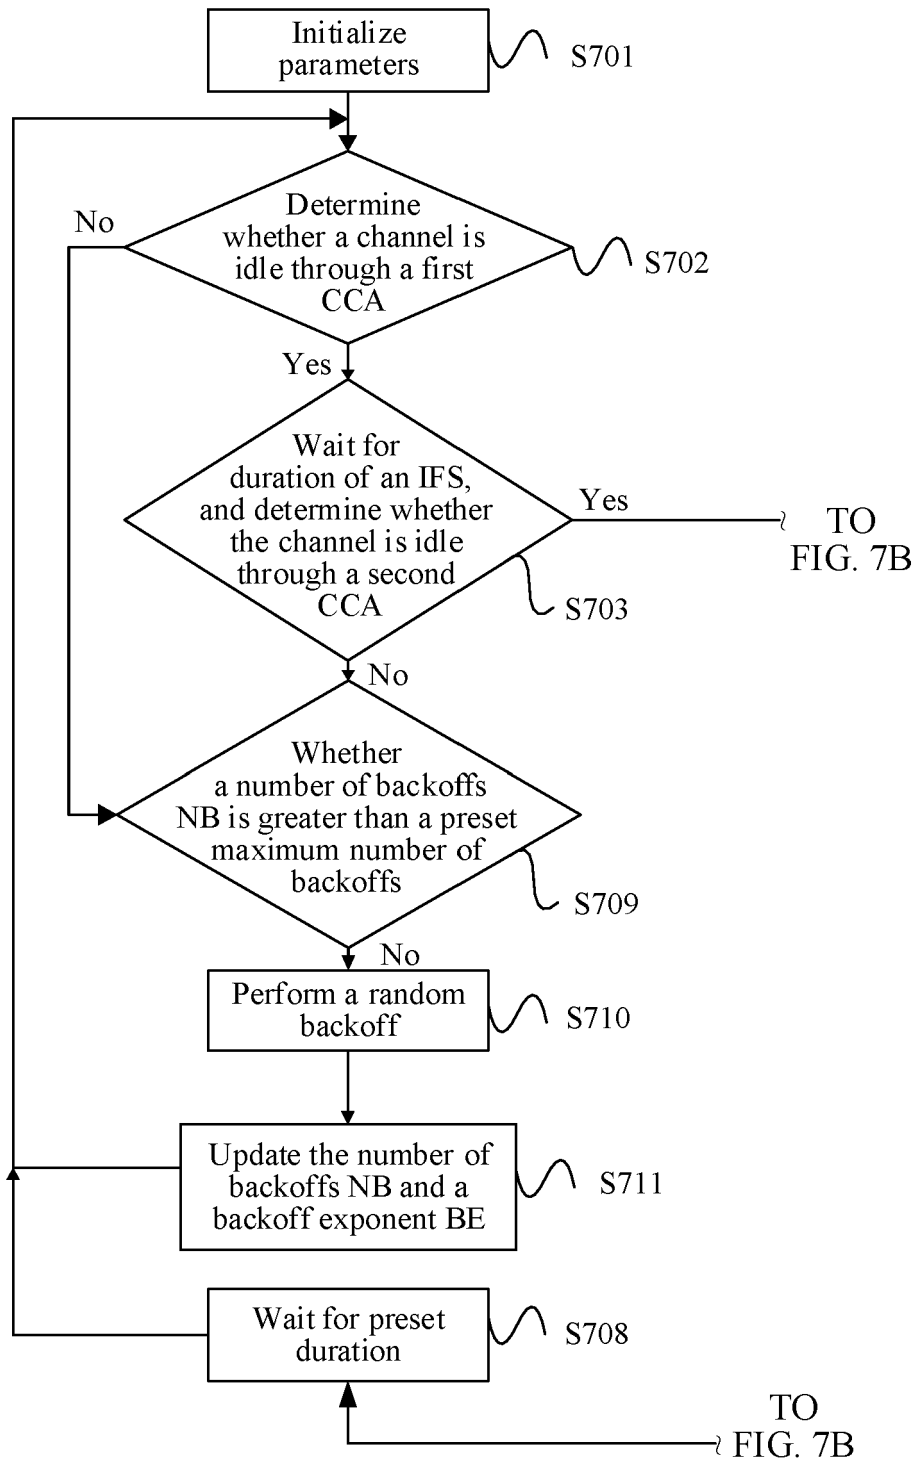 Initialize
parameters
S701
No
Determine
whether a channel is
idle through a first
CCA
S702
Yes
Wait for
duration of an IFS,
and determine whether
the channel is idle
through a second
CCA
Yes
TO
FIG. 7B
S703
No
Whether
a number of backoffs
NB is greater than a preset
maximum number of
backoffs
S709
No
Perform a random
backoff
S710
Update the number of
backoffs NB and a
backoff exponent BE
S711
Wait for preset
duration
S708
TO
FIG. 7B